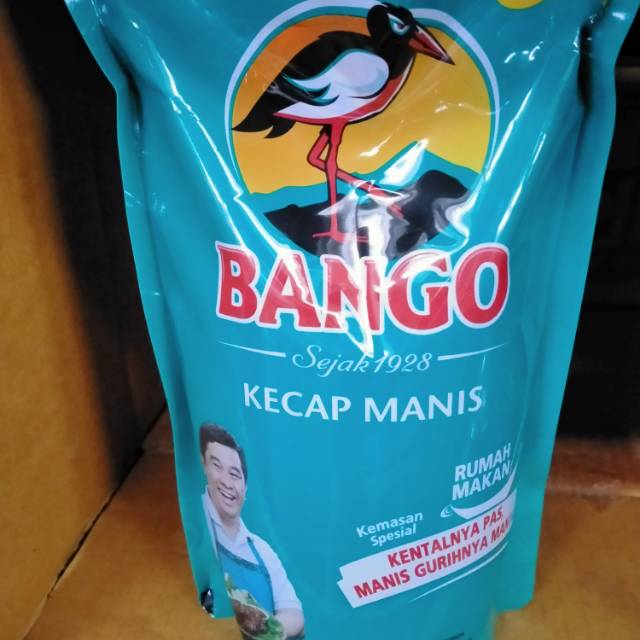 BANGO
Sejak 1928
KECAP MANIS
RUMAH
MAKAN
Kemasan
Spesial
KENTALNYA PAS
MANIS GURIHNYA